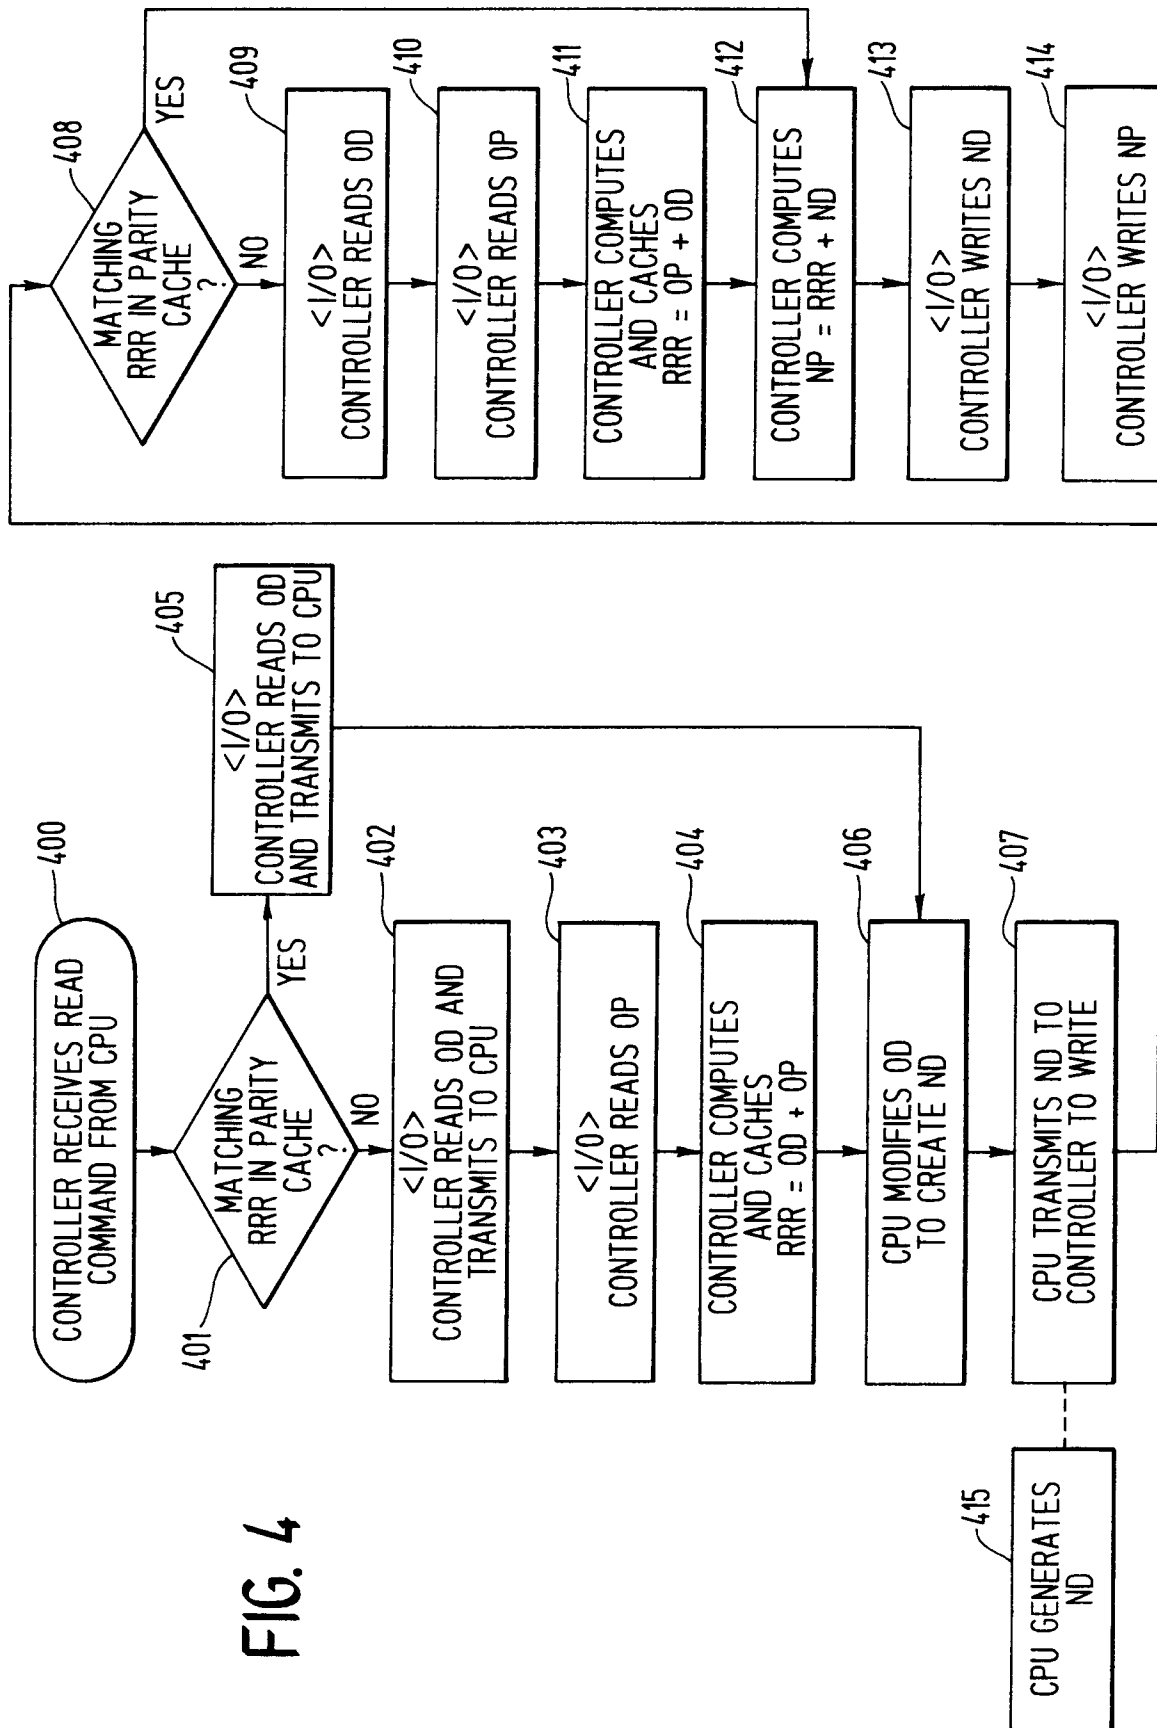 FIG. 4
400
CONTROLLER RECEIVES READ
COMMAND FROM CPU
401
MATCHING
RRR IN PARITY
CACHE
?
YES
NO
405
<I/O>
CONTROLLER READS OD
AND TRANSMITS TO CPU
402
<I/O>
CONTROLLER READS OD AND
TRANSMITS TO CPU
403
<I/O>
CONTROLLER READS OP
404
CONTROLLER COMPUTES
AND CACHES
RRR = OD + OP
406
CPU MODIFIES OD
TO CREATE ND
407
CPU TRANSMITS ND TO
CONTROLLER TO WRITE
415
CPU GENERATES
ND
408
MATCHING
RRR IN PARITY
CACHE
?
YES
NO
409
<I/O>
CONTROLLER READS OD
410
<I/O>
CONTROLLER READS OP
411
CONTROLLER COMPUTES
AND CACHES
RRR = OP + OD
412
CONTROLLER COMPUTES
NP = RRR + ND
413
<I/O>
CONTROLLER WRITES ND
414
<I/O>
CONTROLLER WRITES NP